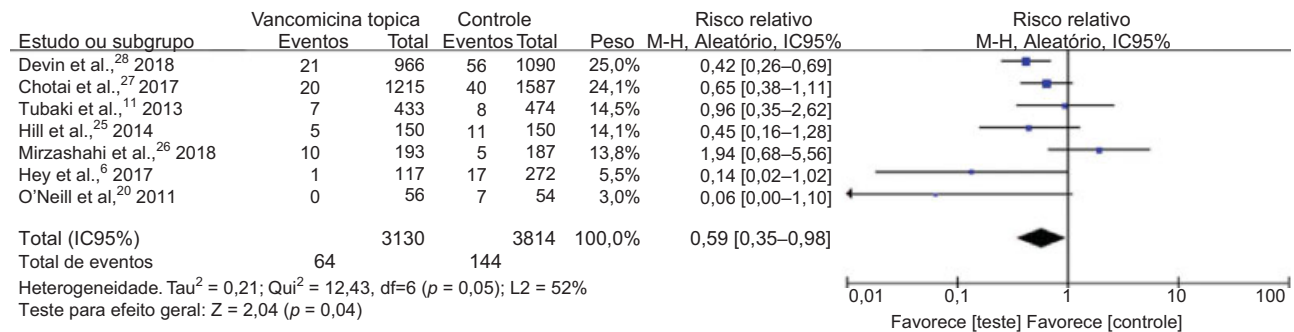 Vancomicina topica Controle Risco relativo Risco relativo
Estudo ou subgrupo Eventos Total Eventos Total Peso M-H, Aleatório, IC95% M-H, Aleatório, IC95%
Devin et al.,28 2018 21 966 56 1090 25,0% 0,42 [0,26–0,69]
Chotai et al.,27 2017 20 1215 40 1587 24,1% 0,65 [0,38–1,11]
Tubaki et al.,11 2013 7 433 8 474 14,5% 0,96 [0,35–2,62]
Hill et al.,25 2014 5 150 11 150 14,1% 0,45 [0,16–1,28]
Mirzashahi et al.,26 2018 10 193 5 187 13,8% 1,94 [0,68–5,56]
Hey et al.,6 2017 1 117 17 272 5,5% 0,14 [0,02–1,02]
O'Neill et al,20 2011 0 56 7 54 3,0% 0,06 [0,00–1,10]
Total (IC95%) 3130 3814 100,0% 0,59 [0,35–0,98]
Total de eventos 64 144
Heterogeneidade. Tau2 = 0,21; Qui2 = 12,43, df=6 (p = 0,05); L2 = 52%
Teste para efeito geral: Z = 2,04 (p = 0,04)
0,01 0,1 1 10 100
Favorece [teste] Favorece [controle]